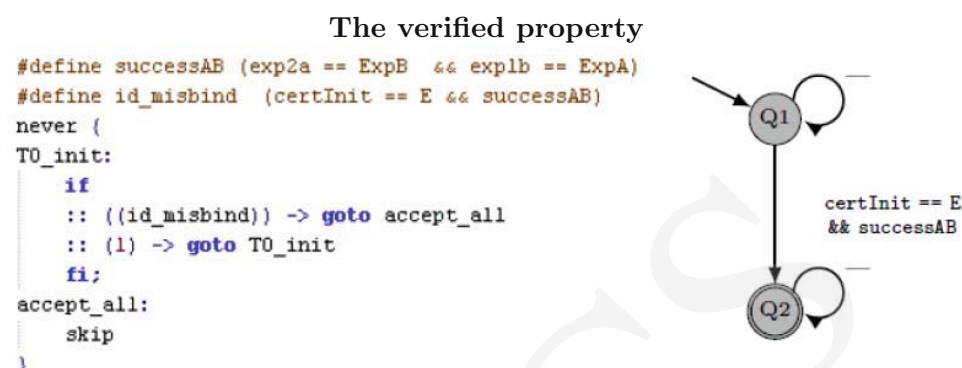 The verified property
#define successAB (exp2a == ExpB && exp1b == ExpA)
#define id_misbind (certInit == E && successAB)
never {
T0_init:
if
:: ((id_misbind)) -> goto accept_all
:: (1) -> goto T0_init
fi;
accept_all:
skip
}
Q1
certInit == E
&& successAB
Q2